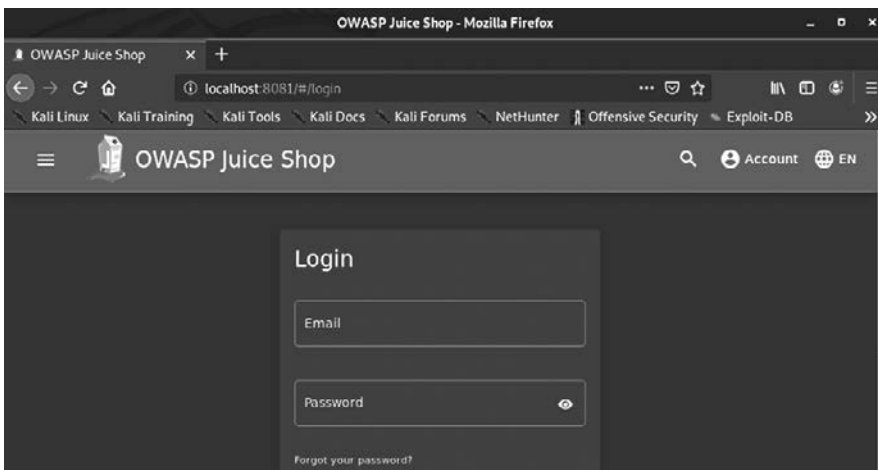 OWASP Juice Shop - Mozilla Firefox
OWASP Juice Shop
localhost:8081/#/login
Kali Linux Kali Training Kali Tools Kali Docs Kali Forums NetHunter Offensive Security Exploit-DB
OWASP Juice Shop Account EN
Login
Email
Password
Forgot your password?